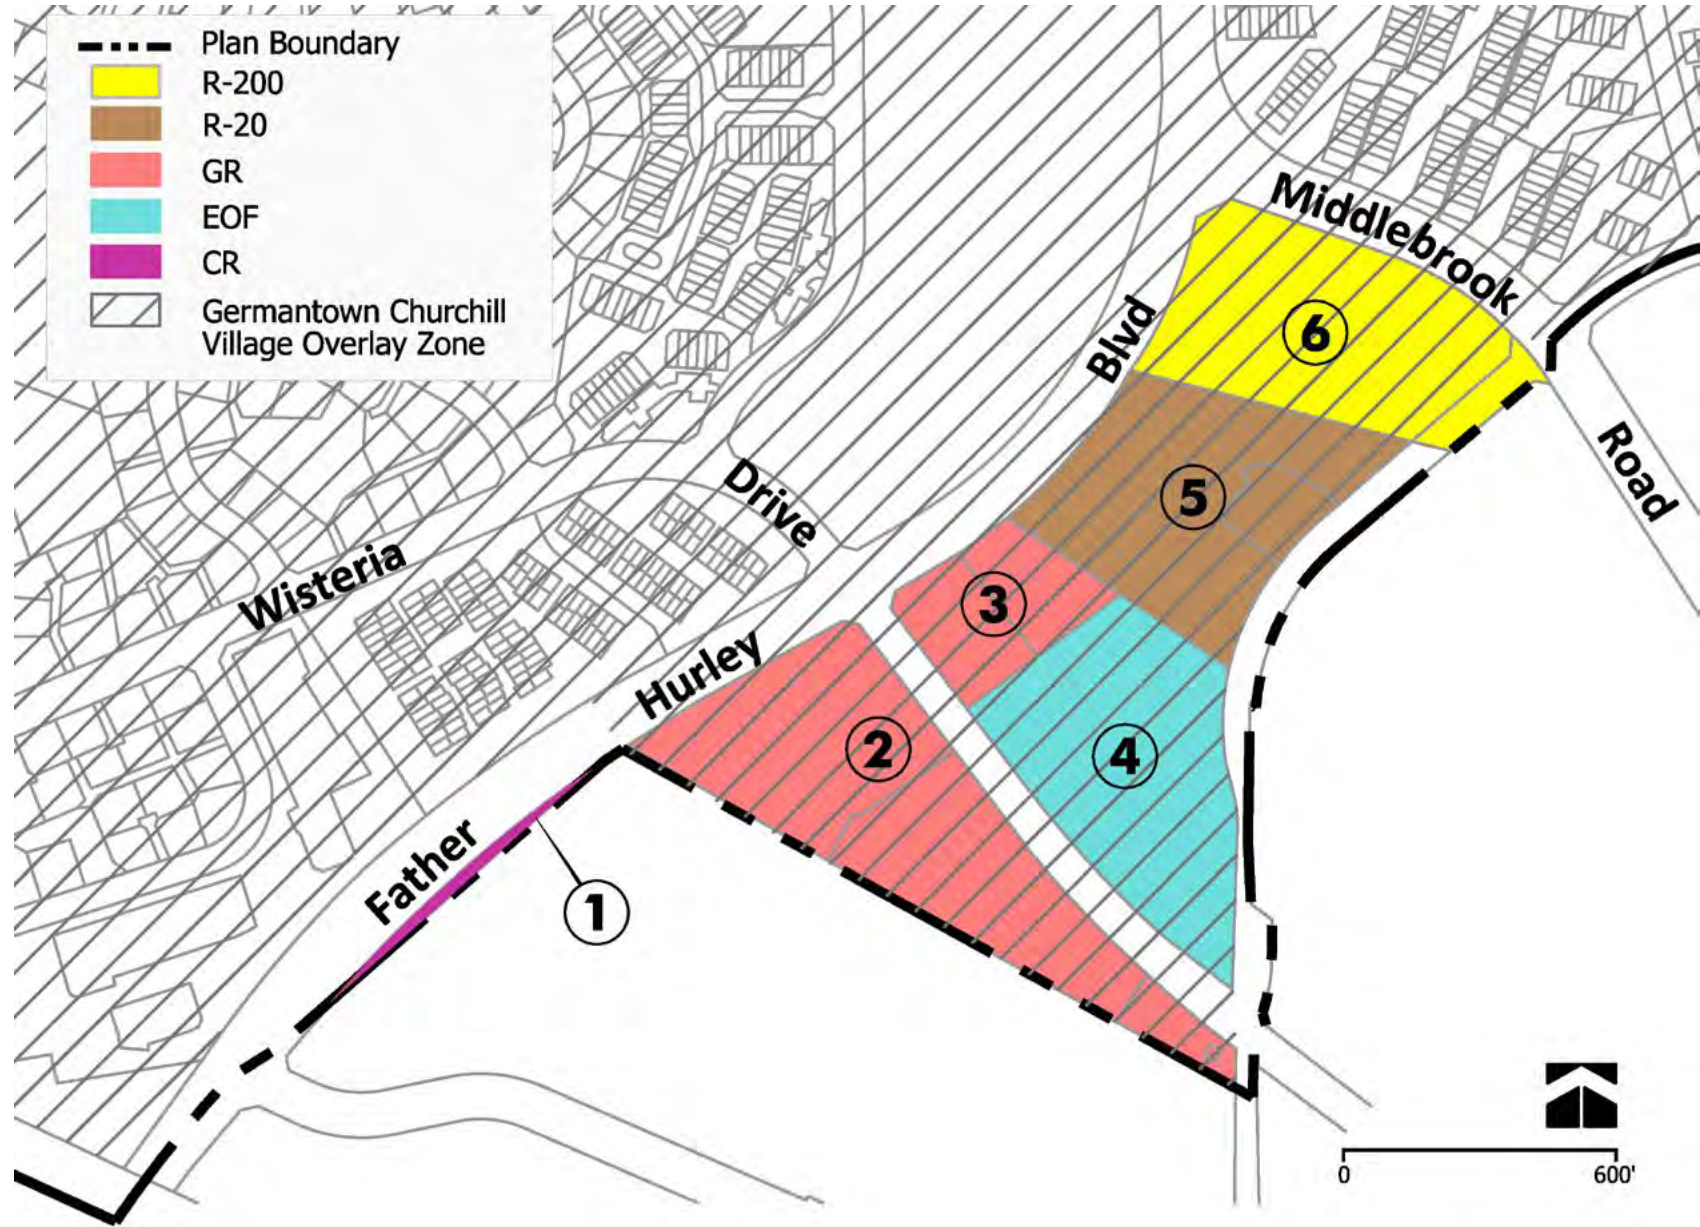 Plan Boundary
R-200
R-20
GR
EOF
CR
Germantown Churchill
Village Overlay Zone
Middlebrook
Road
Blvd
Drive
Wisteria
Hurley
Father
6
5
3
2
4
1
0 600'